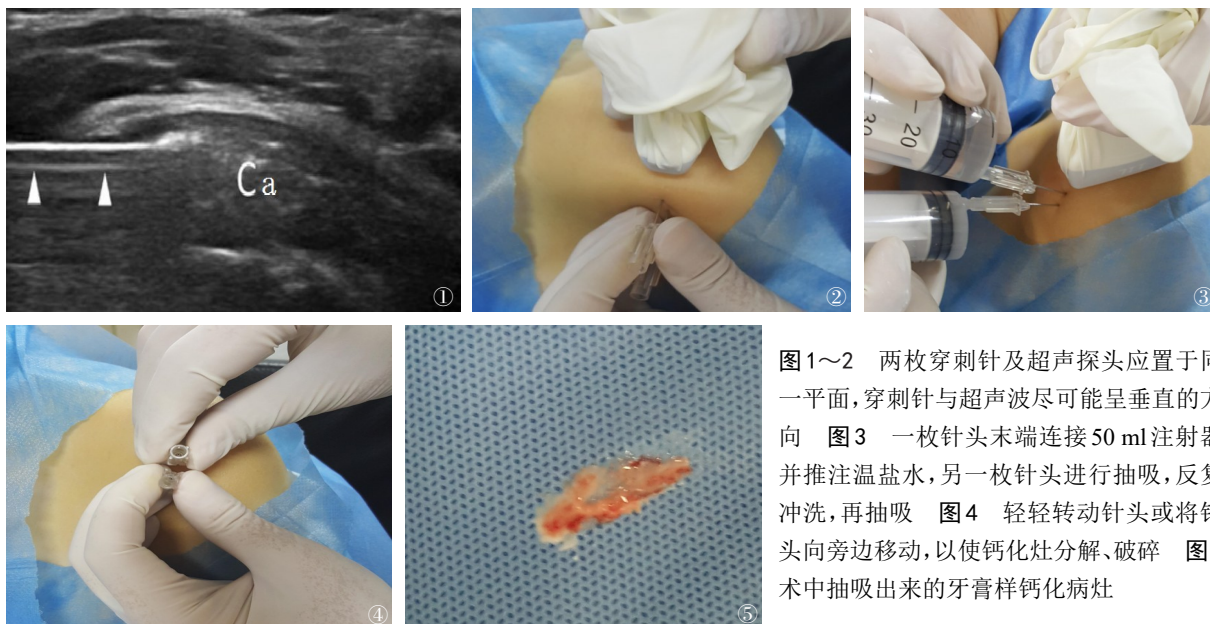 Ca
①
②
30
20
10
③
④
⑤
图1～2 两枚穿刺针及超声探头应置于同
一平面,穿刺针与超声波尽可能呈垂直的方
向 图3 一枚针头末端连接50 ml注射器
并推注温盐水,另一枚针头进行抽吸,反复
冲洗,再抽吸 图4 轻轻转动针头或将针
头向旁边移动,以使钙化灶分解、破碎 图
术中抽吸出来的牙膏样钙化病灶